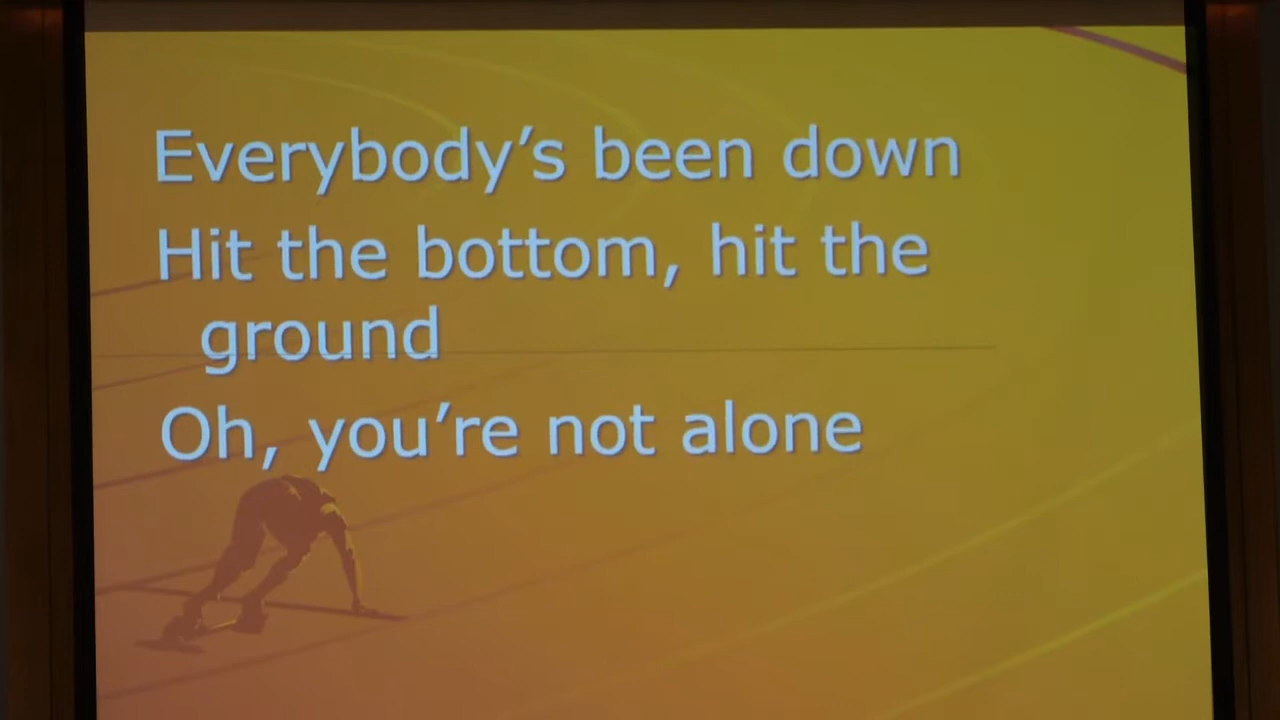 Everybody’s been down
Hit the bottom, hit the
ground
Oh, you’re not alone